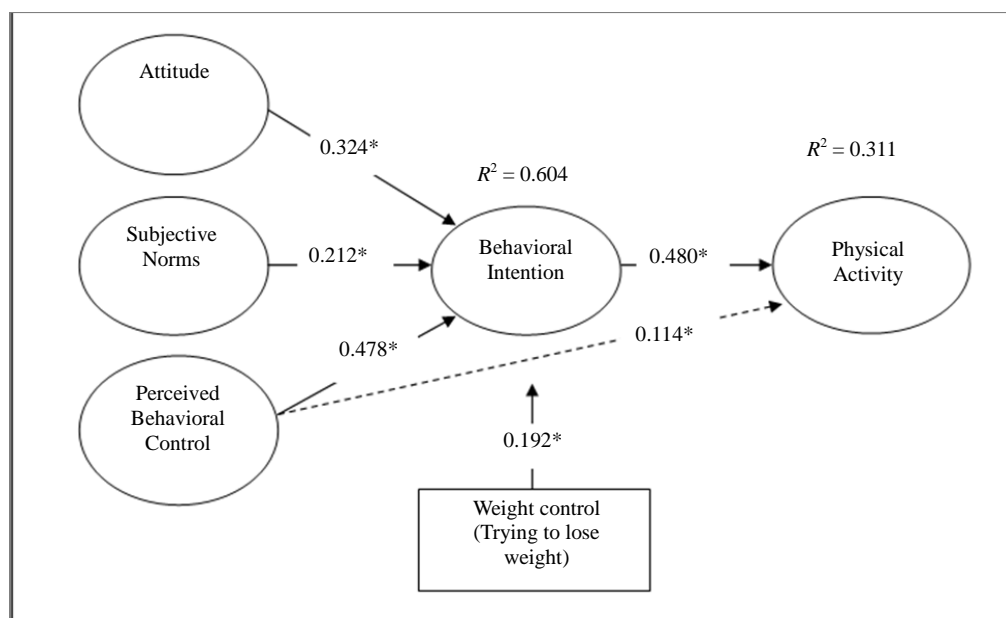 Attitude
0.324*
R² = 0.604
R² = 0.311
Subjective
Norms
0.212*
Behavioral
Intention
0.480*
Physical
Activity
0.478*
0.114*
Perceived
Behavioral
Control
0.192*
Weight control
(Trying to lose
weight)